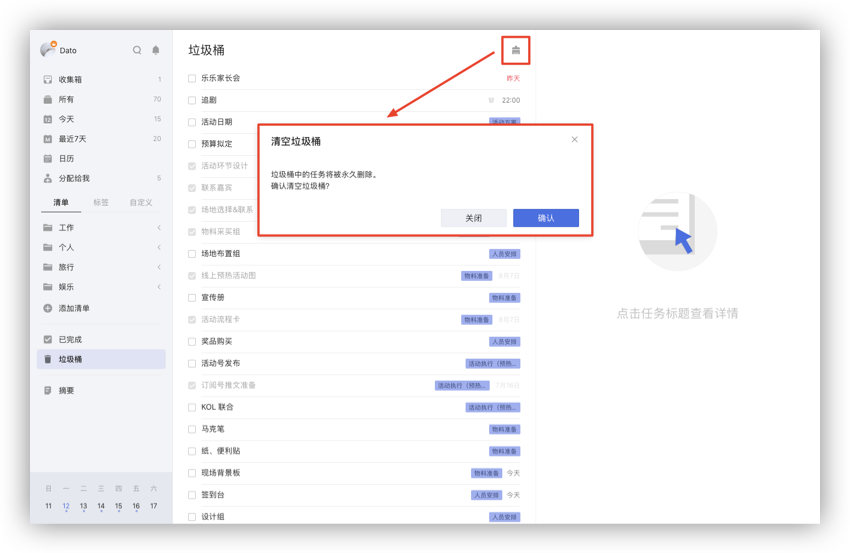 Dato
收集箱 1
所有 70
今天 15
最近7天 20
日历
分配给我 5
清单 标签 自定义
工作
个人
旅行
娱乐
添加清单
已完成
垃圾桶
摘要
日 一 二 三 四 五 六
11 12 13 14 15 16 17
垃圾桶
乐乐家长会 昨天
追剧 22:00
活动日期
预算拟定
活动环节设计
联系嘉宾
场地选择&联系
物料采买组
场地布置组 人员安排
线上预热活动图 物料准备 8月7日
宣传册 物料准备
活动流程卡 物料准备 8月7日
奖品购买 人员安排
活动号发布 活动执行（预热...
订阅号推文准备 活动执行（预热... 7月18日
KOL 联合 活动执行（预热...
马克笔 物料准备
纸、便利贴 物料准备
现场背景板 物料准备 今天
签到台 人员安排 今天
设计组 人员安排
清空垃圾桶
垃圾桶中的任务将被永久删除。
确认清空垃圾桶?
关闭 确认
点击任务标题查看详情